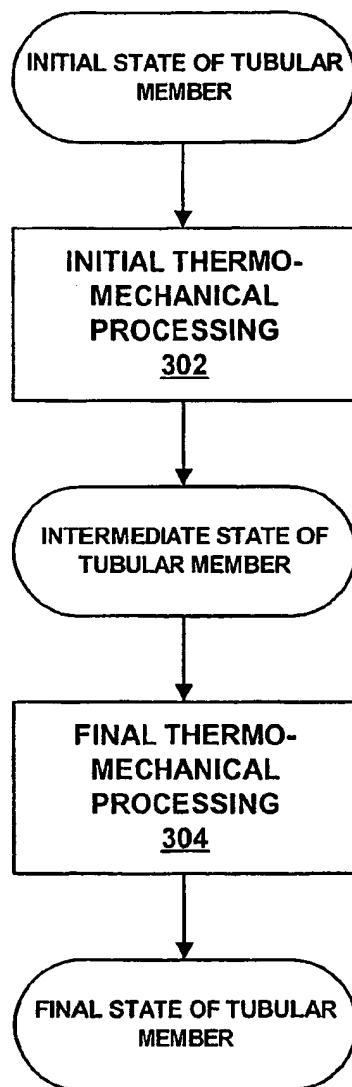 INITIAL STATE OF TUBULAR
MEMBER
INITIAL THERMO-
MECHANICAL
PROCESSING
302
INTERMEDIATE STATE OF
TUBULAR MEMBER
FINAL THERMO-
MECHANICAL
PROCESSING
304
FINAL STATE OF TUBULAR
MEMBER